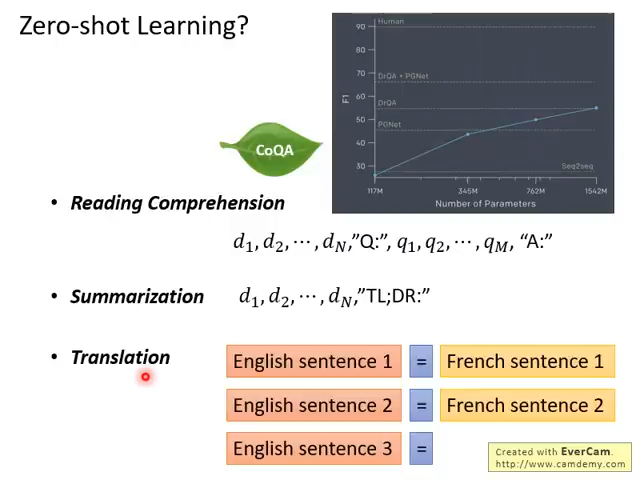 Zero-shot Learning?
90
80
70
60
50
40
30
F1
Human
DrQA + PGNet
DrQA
PGNet
Seq2seq
117M 345M 762M 1542M
Number of Parameters
CoQA
• Reading Comprehension
d₁, d₂, ⋯, d_N, "Q:", q₁, q₂, ⋯, q_M, "A:"
• Summarization d₁, d₂, ⋯, d_N, "TL;DR:"
• Translation
English sentence 1 = French sentence 1
English sentence 2 = French sentence 2
English sentence 3 =
Created with EverCam.
http://www.camdemy.com